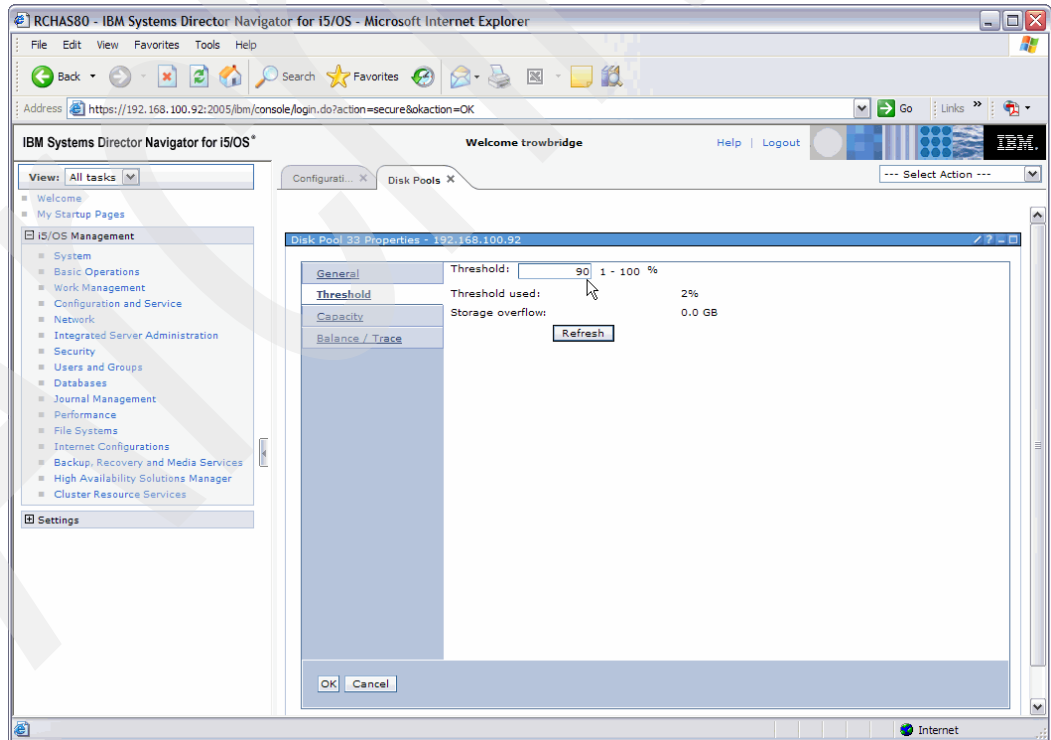 RCHAS80 - IBM Systems Director Navigator for i5/OS - Microsoft Internet Explorer
File Edit View Favorites Tools Help
Back Search Favorites
Address https://192.168.100.92:2005/ibm/console/login.do?action=secure&okaction=OK Go Links »
IBM Systems Director Navigator for i5/OS® Welcome trowbridge Help | Logout IBM.
View: All tasks
Configurati... X Disk Pools X --- Select Action ---
Welcome
My Startup Pages
i5/OS Management
System
Basic Operations
Work Management
Configuration and Service
Network
Integrated Server Administration
Security
Users and Groups
Databases
Journal Management
Performance
File Systems
Internet Configurations
Backup, Recovery and Media Services
High Availability Solutions Manager
Cluster Resource Services
Settings
Disk Pool 33 Properties - 192.168.100.92
General
Threshold
Capacity
Balance / Trace
Threshold: 90 1 - 100 %
Threshold used: 2%
Storage overflow: 0.0 GB
Refresh
OK Cancel
Internet